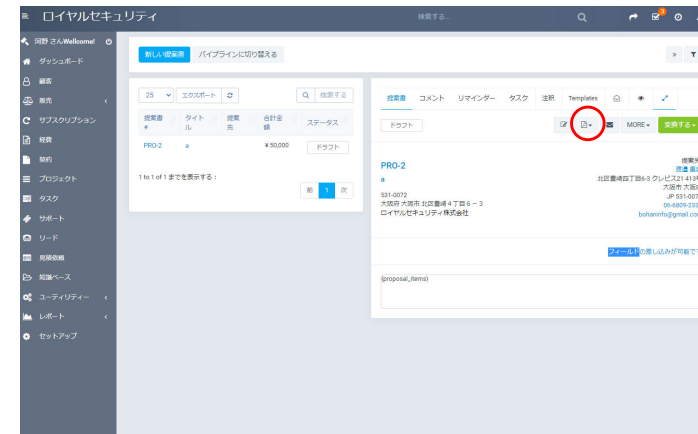 ロイヤルセキュリティ
検索する...
河野 さんWellcome!
ダッシュボード
顧客
販売
サブスクリプション
経費
契約
プロジェクト
タスク
サポート
リード
見積依頼
知識ベース
ユーティリティー
レポート
セットアップ
新しい提案書 パイプラインに切り替える
25 エクスポート 検索する
提案書 # タイトル 提案先 合計金額 ステータス
PRO-2 a ¥ 50,000 ドラフト
1 to 1 of 1 までを表示する：
前 1 次
提案書 コメント リマインダー タスク 注釈 Templates
ドラフト MORE 変換する
PRO-2
a
531-0072
大阪府 大阪市 北区豊崎４丁目６－３
ロイヤルセキュリティ株式会社
提案先
北区豊崎四丁目6-3 クレビス21 413号
大阪市 大阪府
JP 531-007
06-6809-233
bohaninfo@gmail.com
フィールドの差し込みが可能です
{proposal_items}